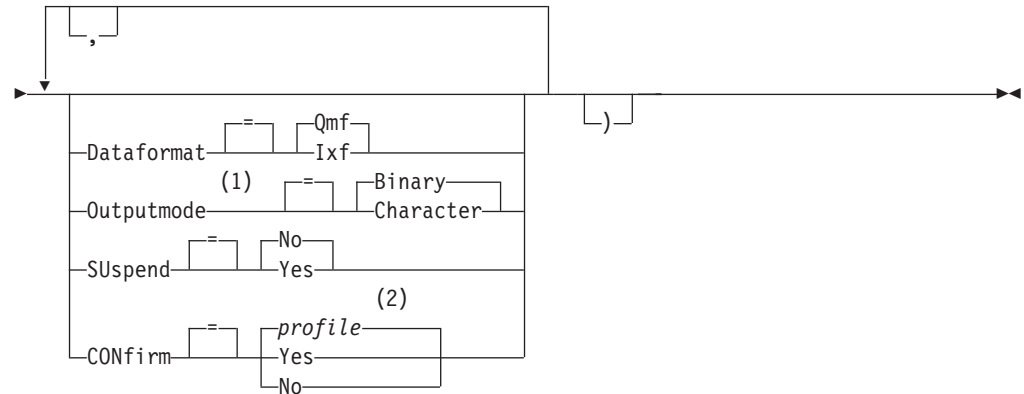 ,
= Qmf
Dataformat Ixf )
(1) = Binary
Outputmode Character
= No
SUspend Yes
(2)
= profile
CONfirm Yes
No